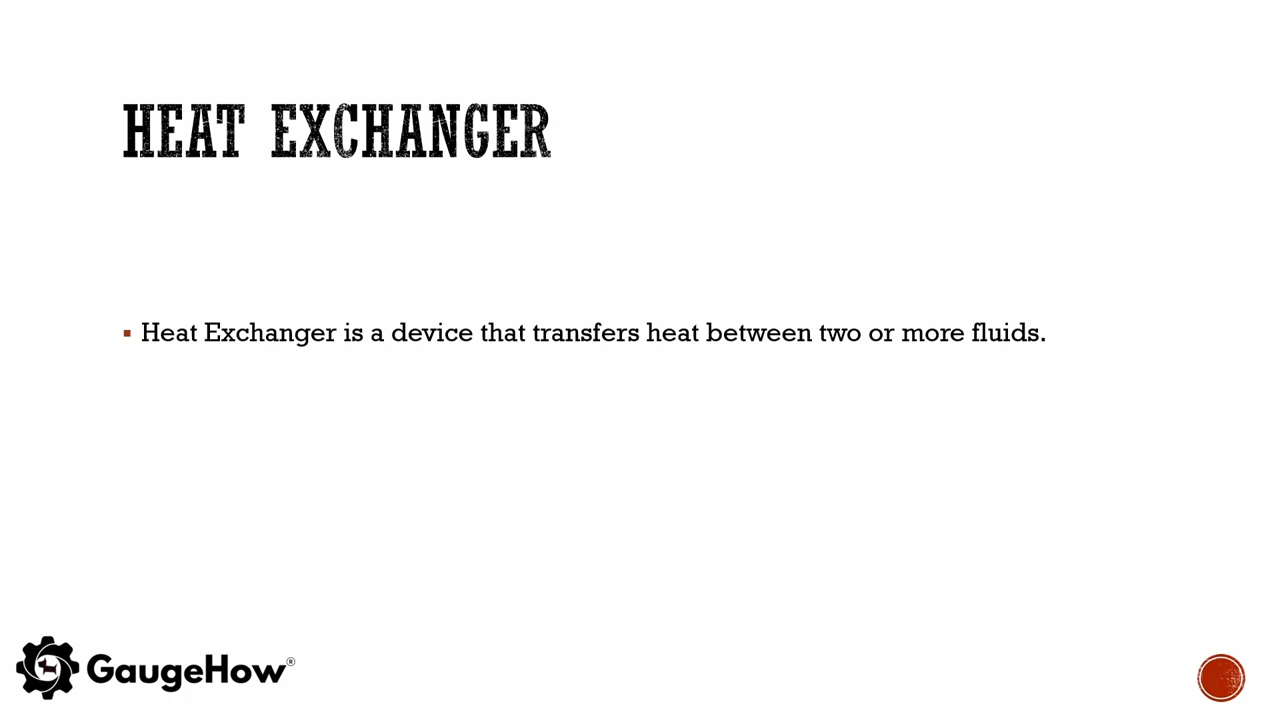 HEAT EXCHANGER
▪ Heat Exchanger is a device that transfers heat between two or more fluids.
GaugeHow®